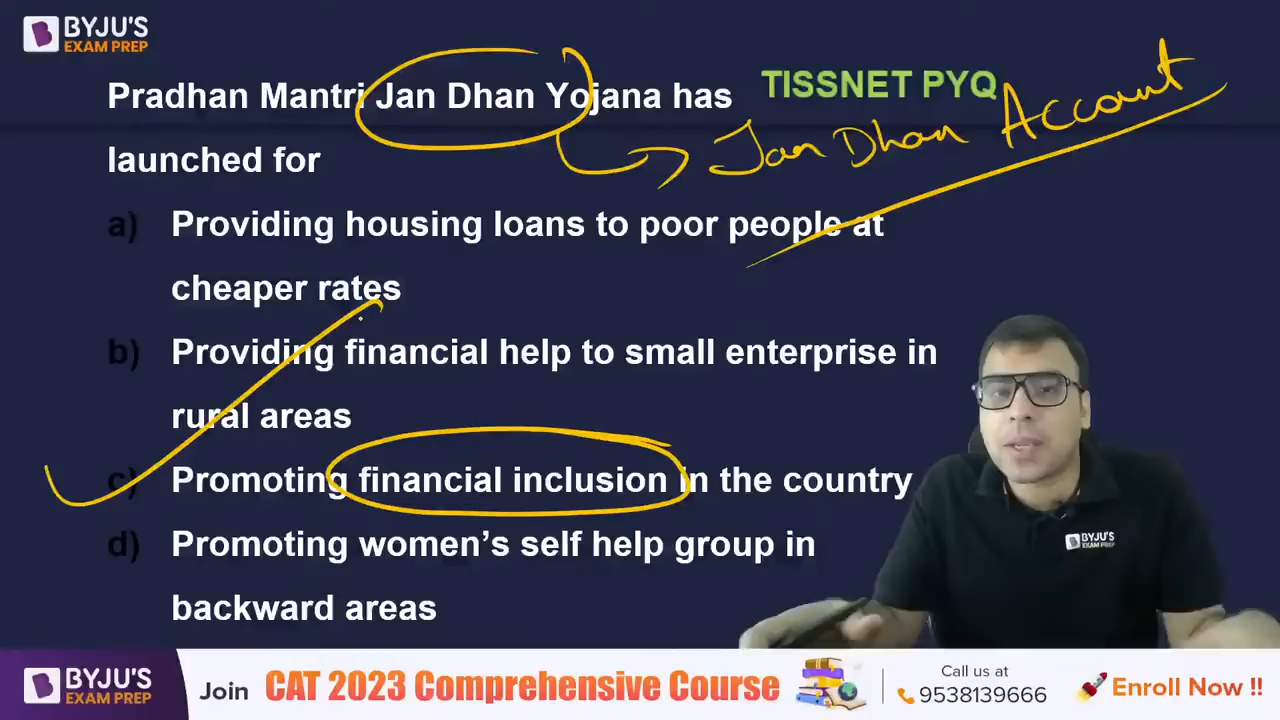 BYJU'S
EXAM PREP
Pradhan Mantri Jan Dhan Yojana has
TISSNET PYQ
Jan Dhan Account
launched for
a) Providing housing loans to poor people at
cheaper rates
b) Providing financial help to small enterprise in
rural areas
c) Promoting financial inclusion in the country
d) Promoting women's self help group in
backward areas
BYJU'S
EXAM PREP
BYJU'S
EXAM PREP
Join CAT 2023 Comprehensive Course
Call us at
9538139666
Enroll Now !!